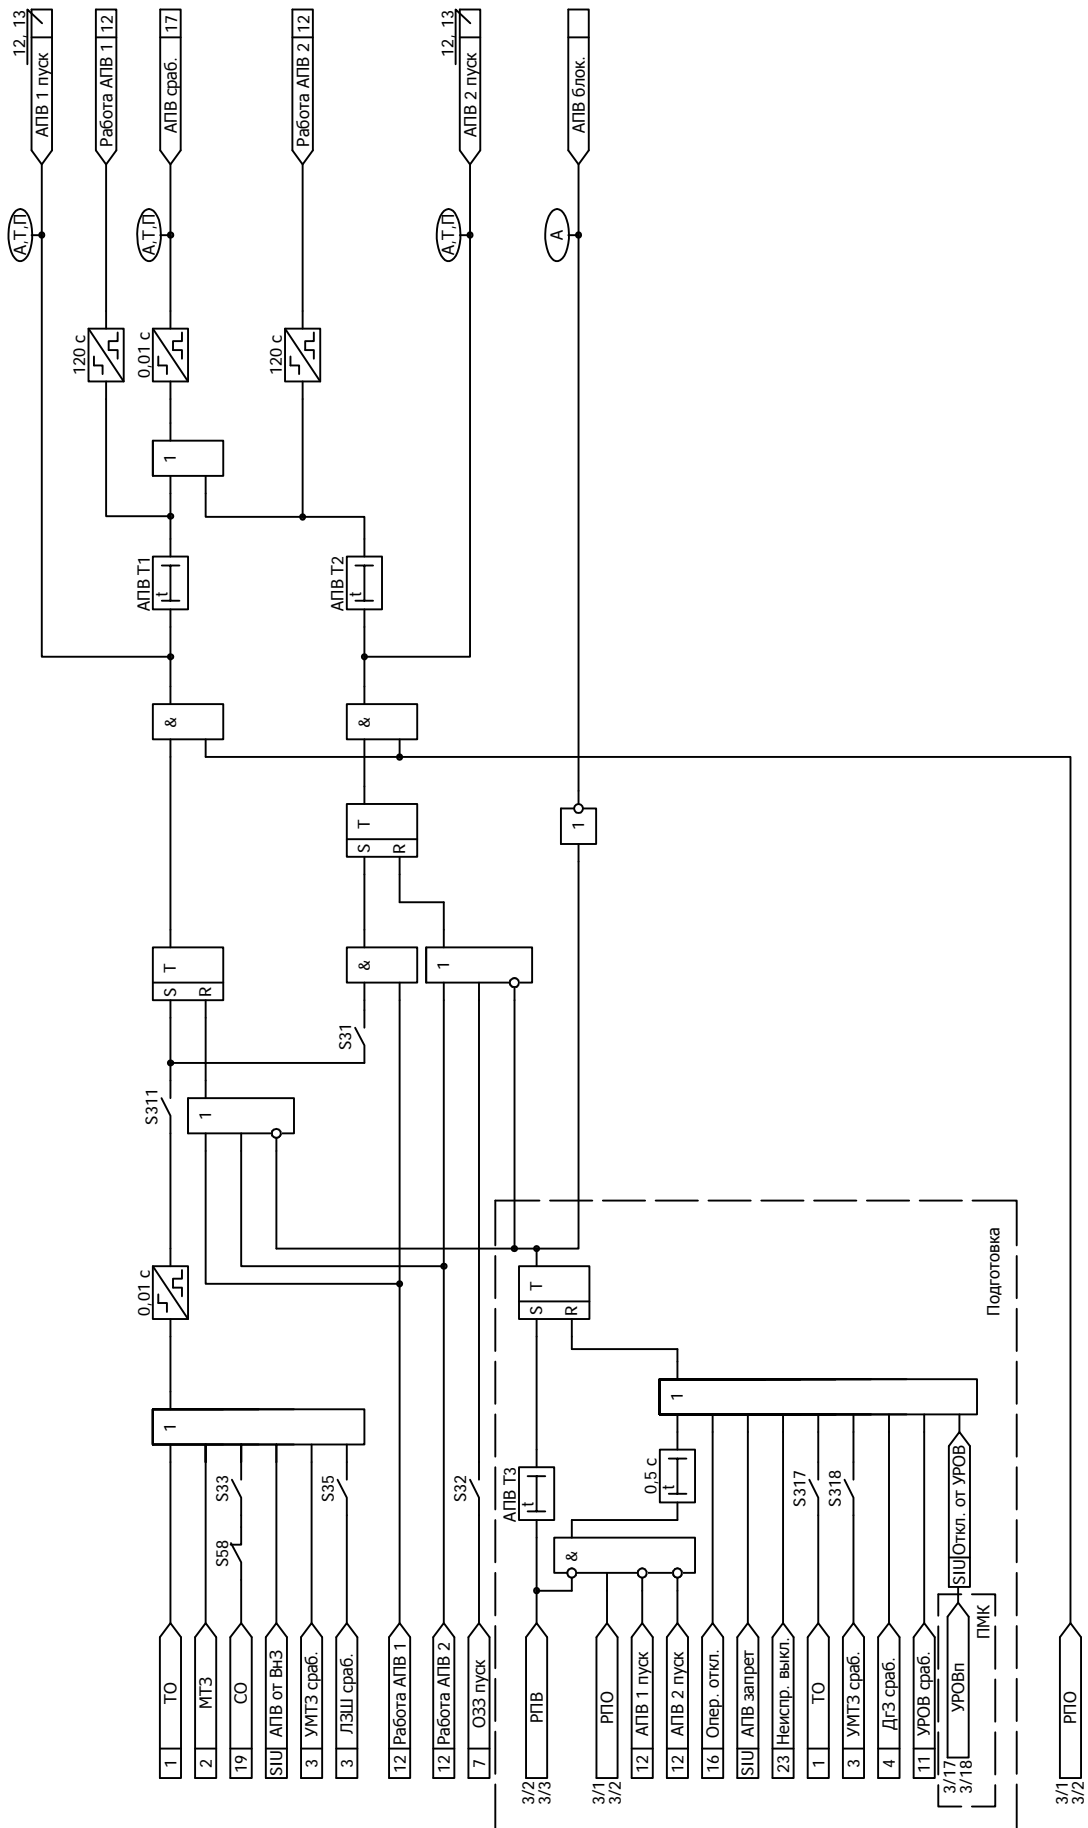 12, 13
АПВ 1 пуск
Работа АПВ 1 12
АПВ сраб. 17
Работа АПВ 2 12
12, 13
АПВ 2 пуск
АПВ блок.
А,Т,П
А,Т,П
А,Т,П
А
120 с
0,01 с
120 с
1
АПВ Т1
t
АПВ Т2
t
&
&
S T
R
1
S T
R
&
1
S31
S311
1
0,01 с
S T
R
Подготовка
1
1
S33
S58
S35
S32
АПВ Т3
t
0,5 с
t
&
S317
S318
SIU Откл. от УРОВ
1 ТО
2 МТЗ
19 СО
SIU АПВ от ВнЗ
3 УМТЗ сраб.
3 ЛЗШ сраб.
12 Работа АПВ 1
12 Работа АПВ 2
7 ОЗЗ пуск
3/2
3/3
РПВ
3/1
3/2
РПО
12 АПВ 1 пуск
12 АПВ 2 пуск
16 Опер. откл.
SIU АПВ запрет
23 Неиспр. выкл.
1 ТО
3 УМТЗ сраб.
4 ДгЗ сраб.
11 УРОВ сраб.
3/17
3/18
УРОВп
ПМК
3/1
3/2
РПО